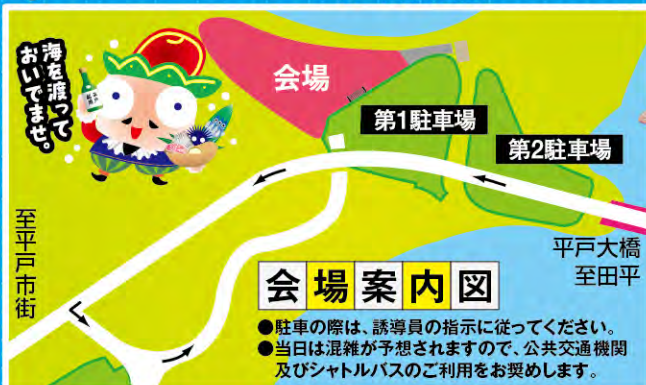 海を渡って
おいでませ。
会場
第1駐車場
第2駐車場
至平戸市街
平戸大橋
至田平
会場案内図
●駐車の際は、誘導員の指示に従ってください。
●当日は混雑が予想されますので、公共交通機関
及びシャトルバスのご利用をお奨めします。